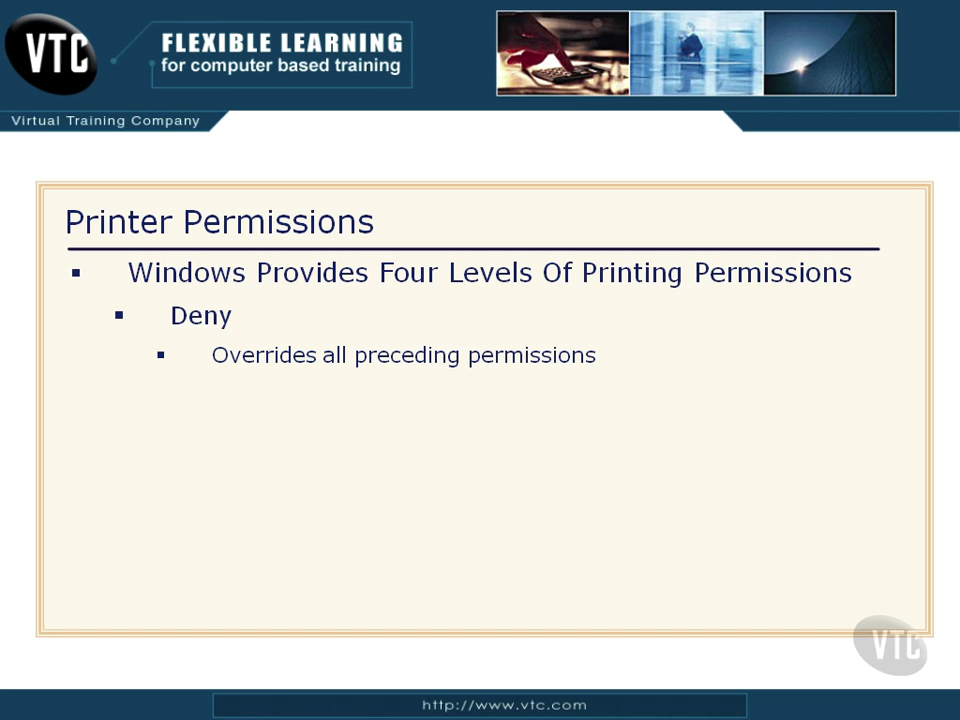 VTC
FLEXIBLE LEARNING
for computer based training
Virtual Training Company
Printer Permissions
▪ Windows Provides Four Levels Of Printing Permissions
▪ Deny
▪ Overrides all preceding permissions
VTC
http://www.vtc.com